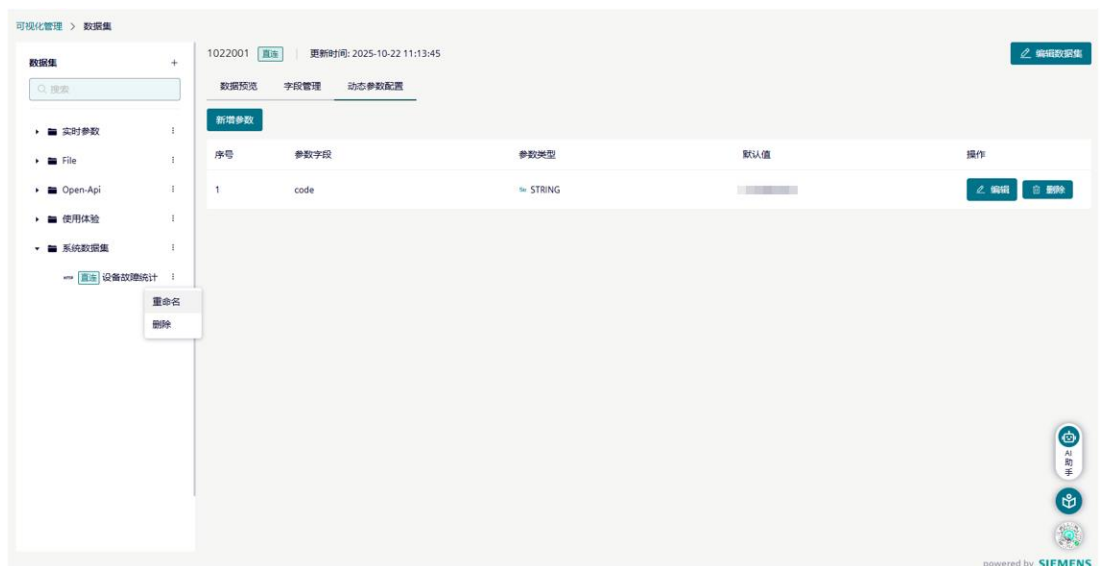 可视化管理 > 数据集
数据集 +
搜索
实时参数
File
Open-Api
使用体验
系统数据集
直连 设备故障统计
重命名
删除
1022001 直连 更新时间: 2025-10-22 11:13:45
编辑数据集
数据预览 字段管理 动态参数配置
新增参数
序号 参数字段 参数类型 默认值 操作
1 code STRING 编辑 删除
AI
助
手
powered by SIEMENS